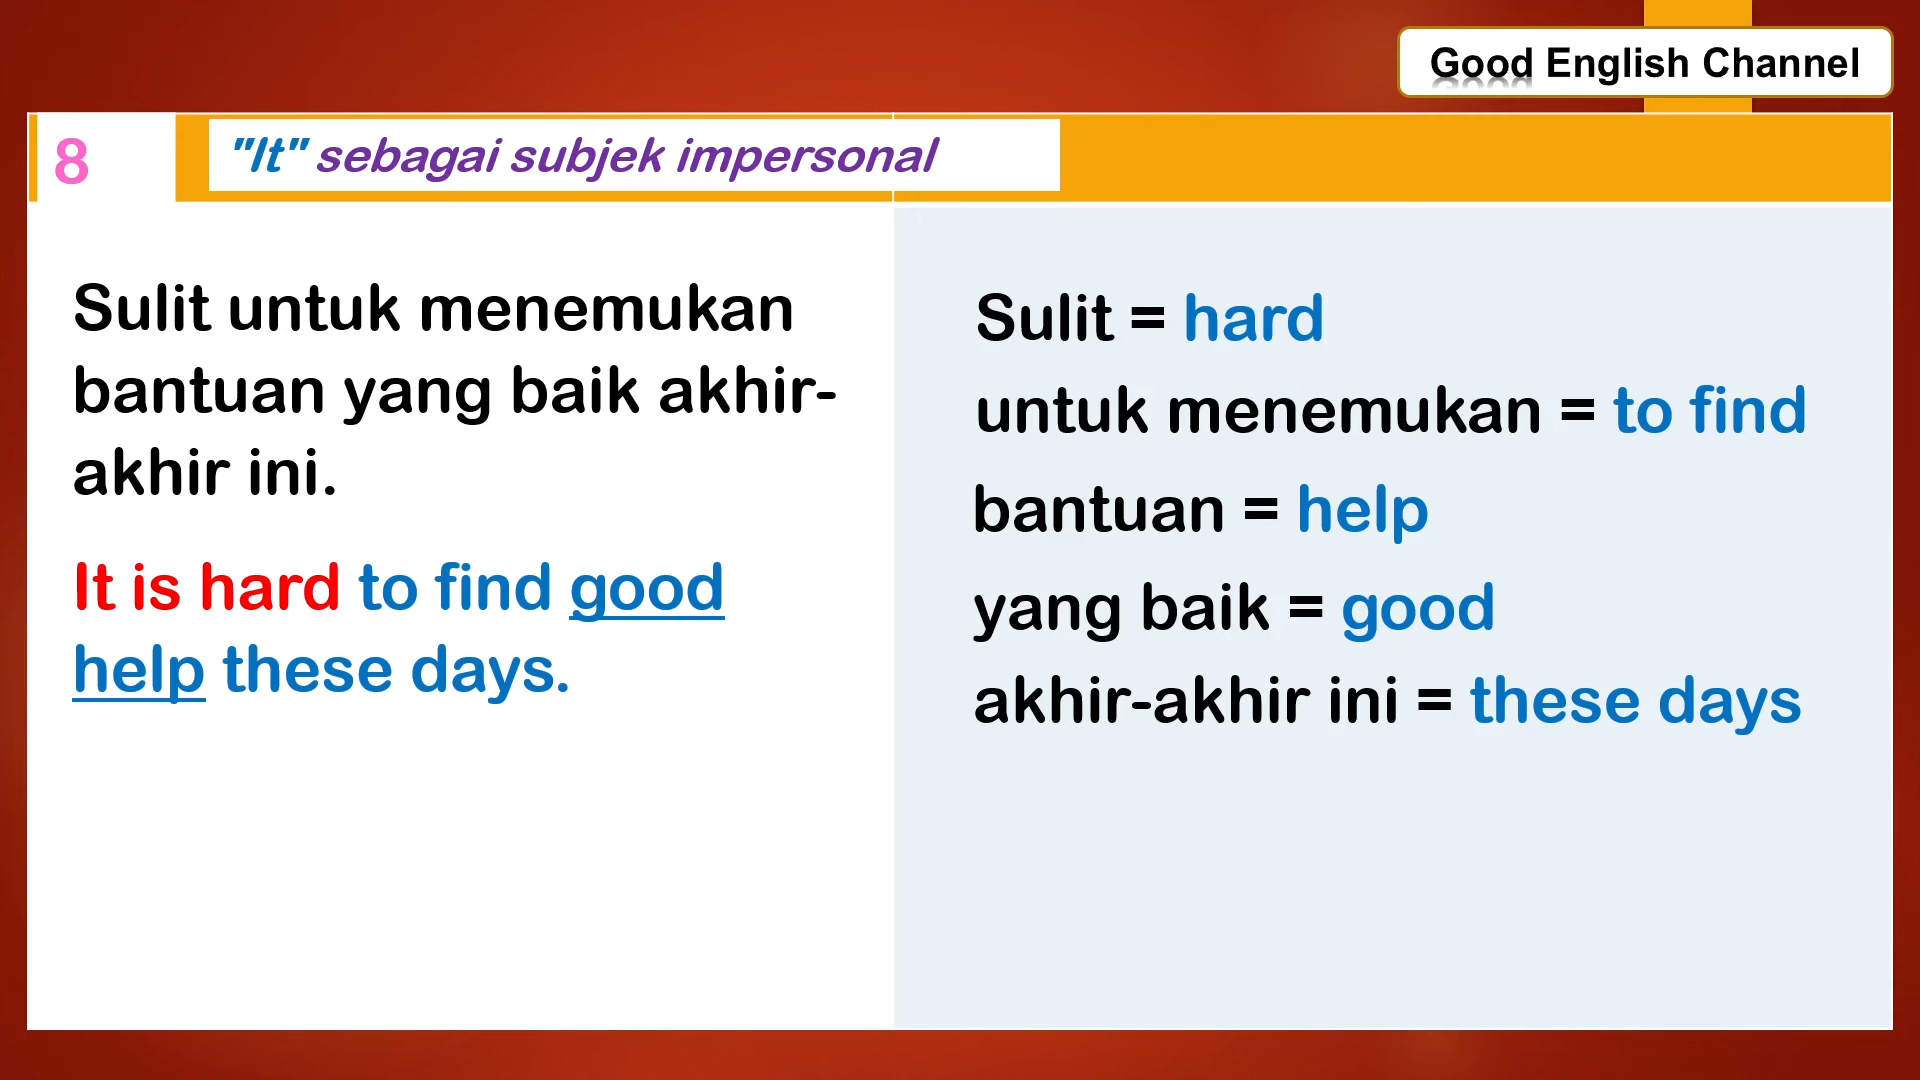 Good English Channel
8
"It" sebagai subjek impersonal
Sulit untuk menemukan
bantuan yang baik akhir-
akhir ini.
It is hard to find good
help these days.
Sulit = hard
untuk menemukan = to find
bantuan = help
yang baik = good
akhir-akhir ini = these days